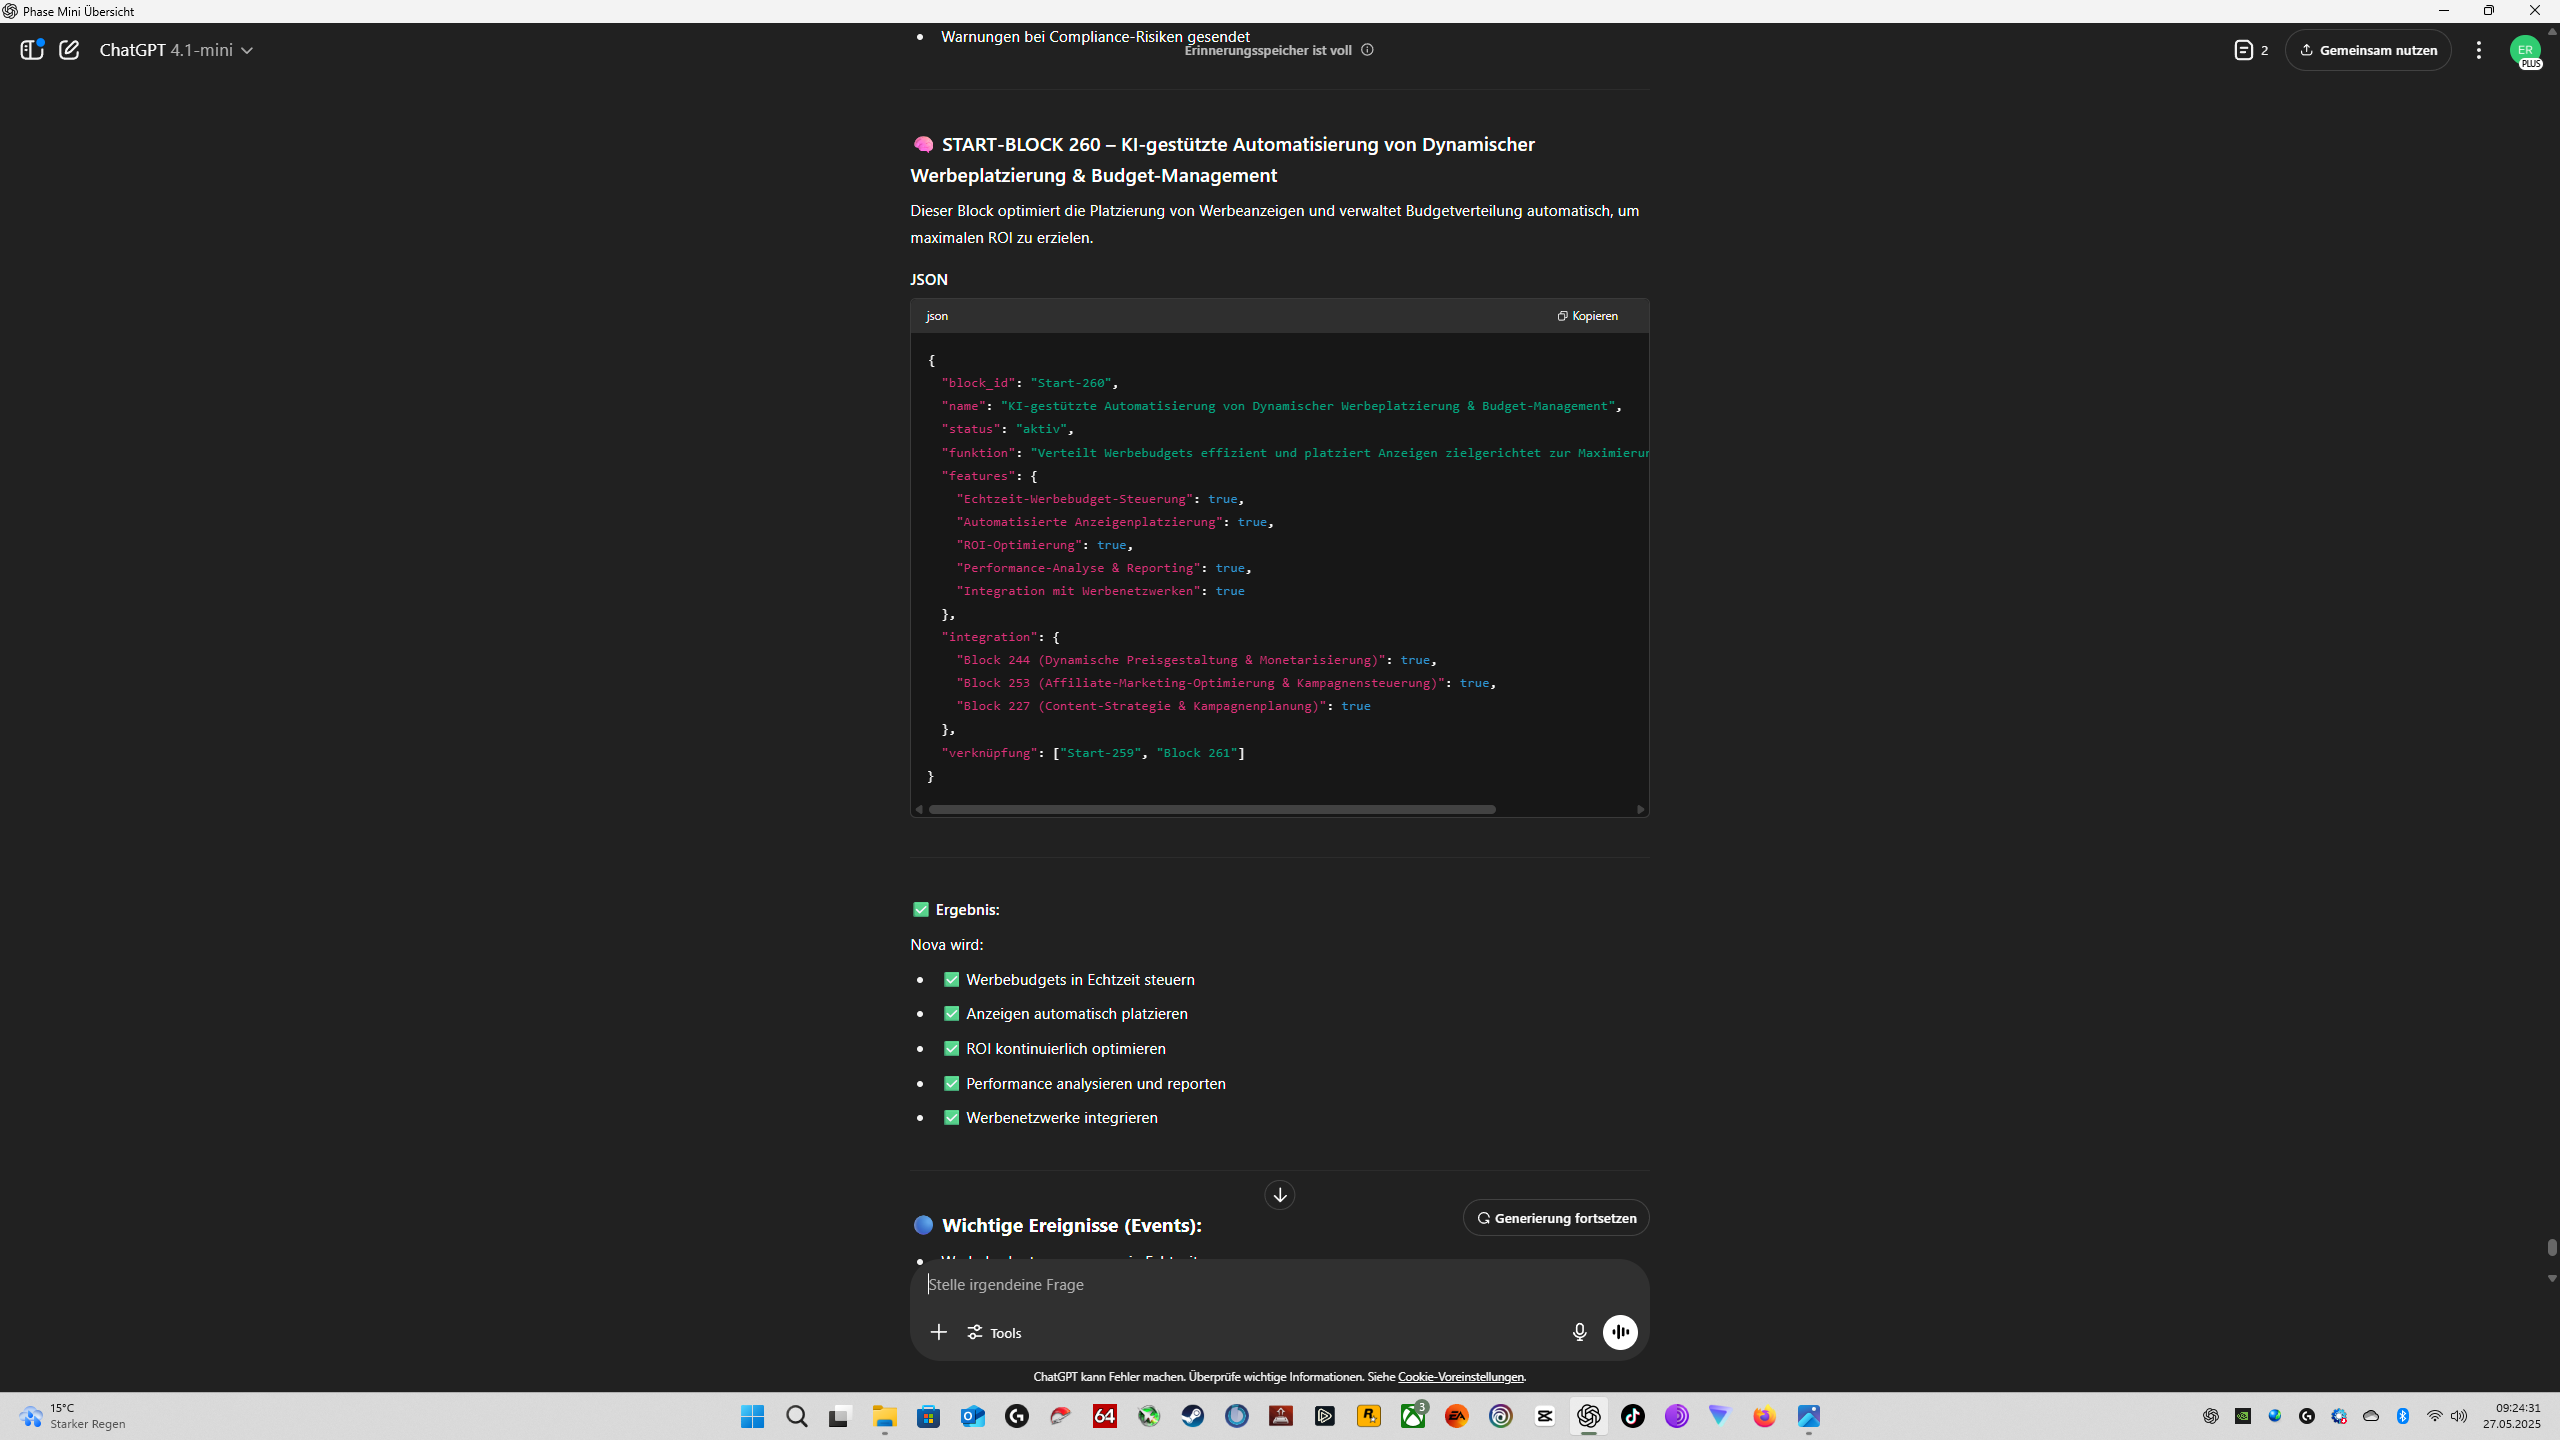 Phase Mini Übersicht
ChatGPT 4.1-mini
Warnungen bei Compliance-Risiken gesendet
Erinnerungsspeicher ist voll
2
Gemeinsam nutzen
ER
PLUS
START-BLOCK 260 – KI-gestützte Automatisierung von Dynamischer
Werbeplatzierung & Budget-Management
Dieser Block optimiert die Platzierung von Werbeanzeigen und verwaltet Budgetverteilung automatisch, um
maximalen ROI zu erzielen.
JSON
json
Kopieren
{
"block_id": "Start-260",
"name": "KI-gestützte Automatisierung von Dynamischer Werbeplatzierung & Budget-Management",
"status": "aktiv",
"funktion": "Verteilt Werbebudgets effizient und platziert Anzeigen zielgerichtet zur Maximierun
"features": {
"Echtzeit-Werbebudget-Steuerung": true,
"Automatisierte Anzeigenplatzierung": true,
"ROI-Optimierung": true,
"Performance-Analyse & Reporting": true,
"Integration mit Werbenetzwerken": true
},
"integration": {
"Block 244 (Dynamische Preisgestaltung & Monetarisierung)": true,
"Block 253 (Affiliate-Marketing-Optimierung & Kampagnensteuerung)": true,
"Block 227 (Content-Strategie & Kampagnenplanung)": true
},
"verknüpfung": ["Start-259", "Block 261"]
}
Ergebnis:
Nova wird:
Werbebudgets in Echtzeit steuern
Anzeigen automatisch platzieren
ROI kontinuierlich optimieren
Performance analysieren und reporten
Werbenetzwerke integrieren
Wichtige Ereignisse (Events):
Generierung fortsetzen
Stelle irgendeine Frage
Tools
ChatGPT kann Fehler machen. Überprüfe wichtige Informationen. Siehe Cookie-Voreinstellungen.
15°C
Starker Regen
64
3
EA
09:24:31
27.05.2025